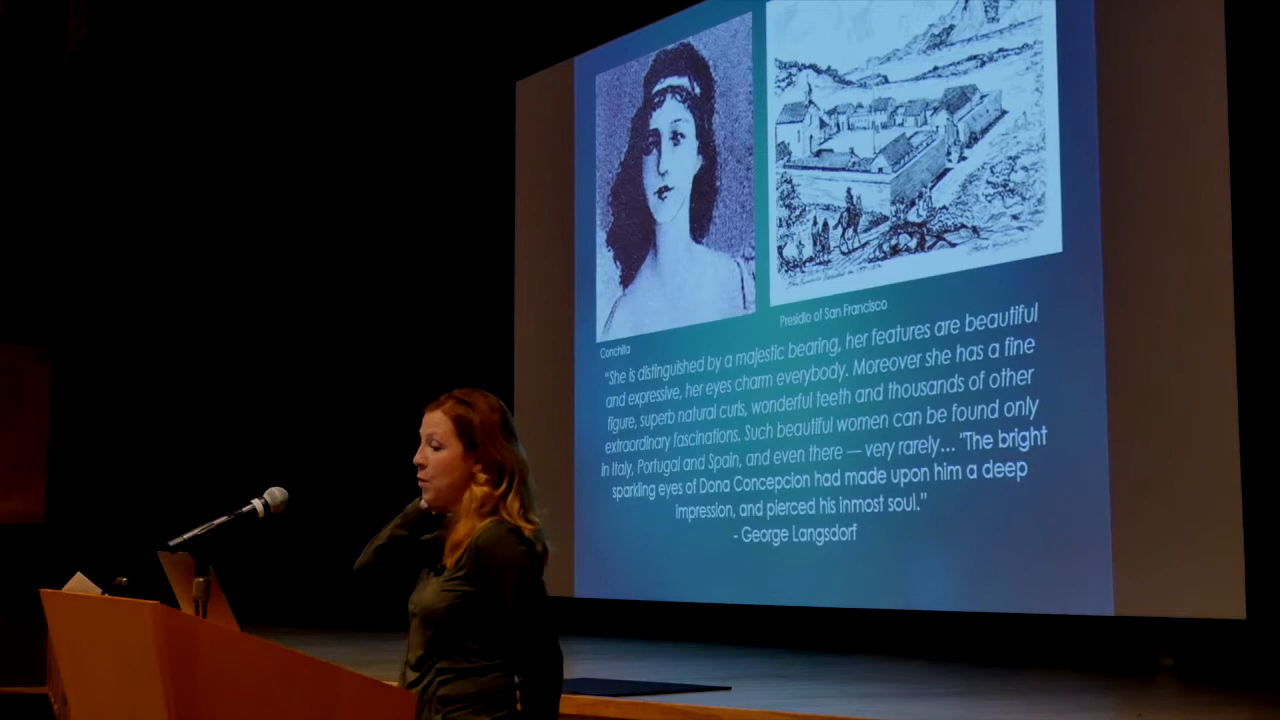 Conchita
Presidio of San Francisco
"She is distinguished by a majestic bearing, her features are beautiful
and expressive, her eyes charm everybody. Moreover she has a fine
figure, superb natural curls, wonderful teeth and thousands of other
extraordinary fascinations. Such beautiful women can be found only
in Italy, Portugal and Spain, and even there — very rarely... "The bright
sparkling eyes of Dona Concepcion had made upon him a deep
impression, and pierced his inmost soul."
- George Langsdorf